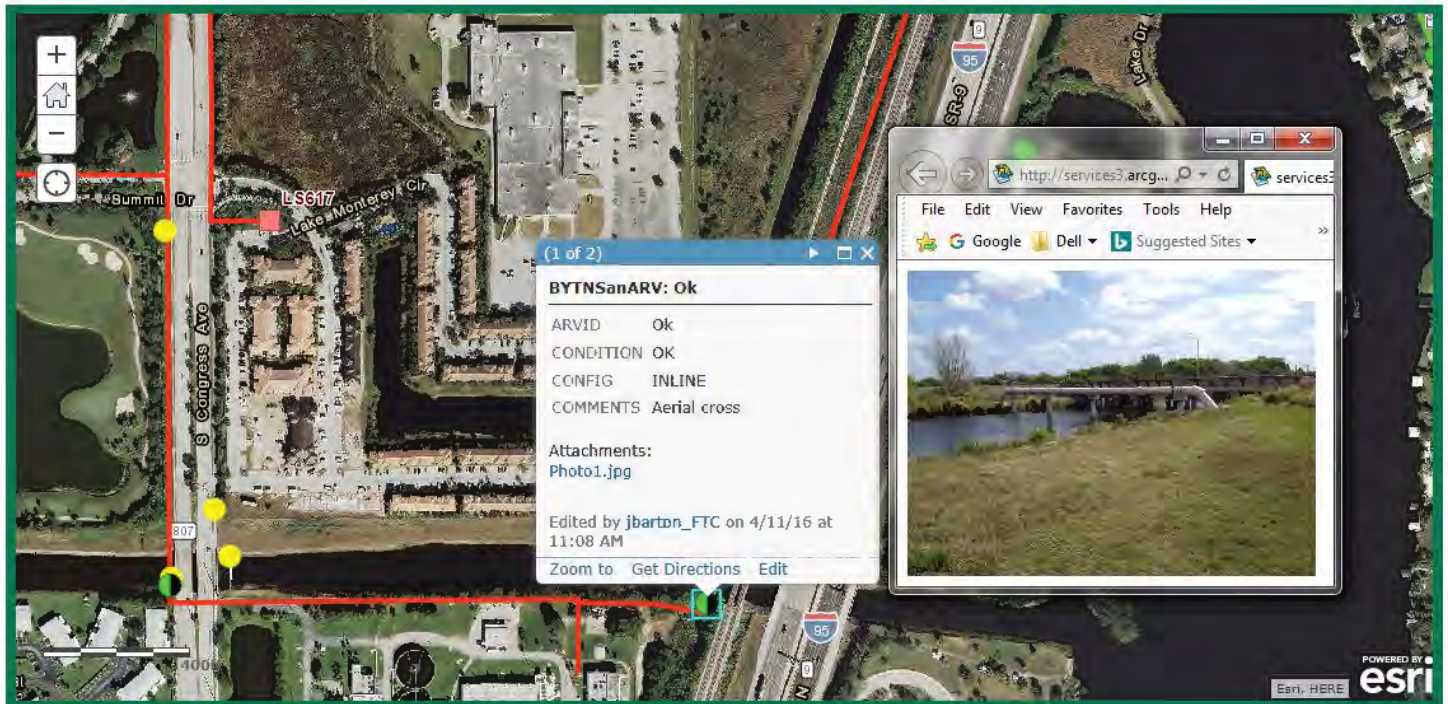 +
−
Summit Dr
LS617
Lake Monterey Cir
S Congress Ave
807
400ft
9
95
SR-9
Lake Dr
(1 of 2)
BYTNSanARV: Ok
ARVID Ok
CONDITION OK
CONFIG INLINE
COMMENTS Aerial cross
Attachments:
Photo1.jpg
Edited by jbarton_FTC on 4/11/16 at
11:08 AM
Zoom to Get Directions Edit
http://services3.arcg...
services3
File Edit View Favorites Tools Help
Google Dell Suggested Sites »
95
9
N
Esri, HERE
POWERED BY
esri